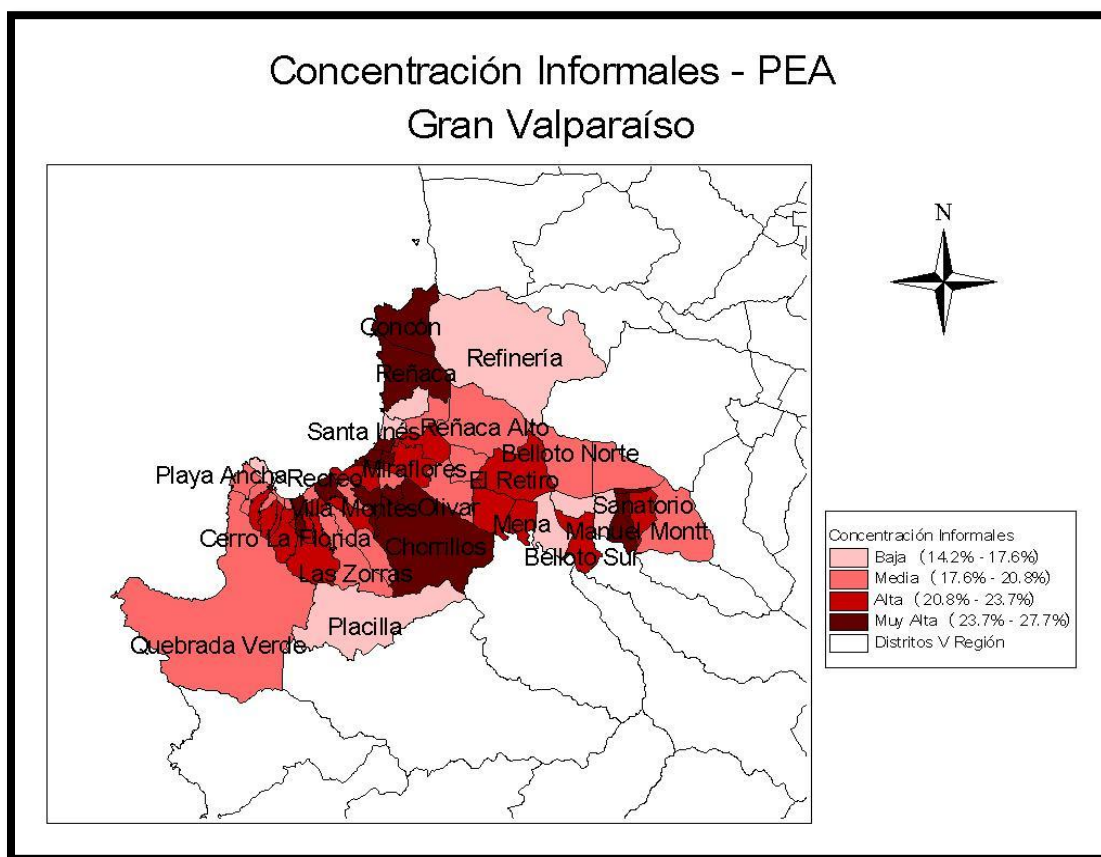 Concentración Informales - PEA
Gran Valparaíso
N
Concón
Refinería
Reñaca
Santa Inés
Reñaca Alto
Belloto Norte
Playa Ancha
Recreo
Miraflores
El Retiro
Villa Montes
Olivar
Mena
Sanatorio
Cerro La Florida
Chorrillos
Manuel Montt
Belloto Sur
Las Zorras
Placilla
Quebrada Verde
Concentración Informales
Baja (14.2% - 17.6%)
Media (17.6% - 20.8%)
Alta (20.8% - 23.7%)
Muy Alta (23.7% - 27.7%)
Distritos V Región